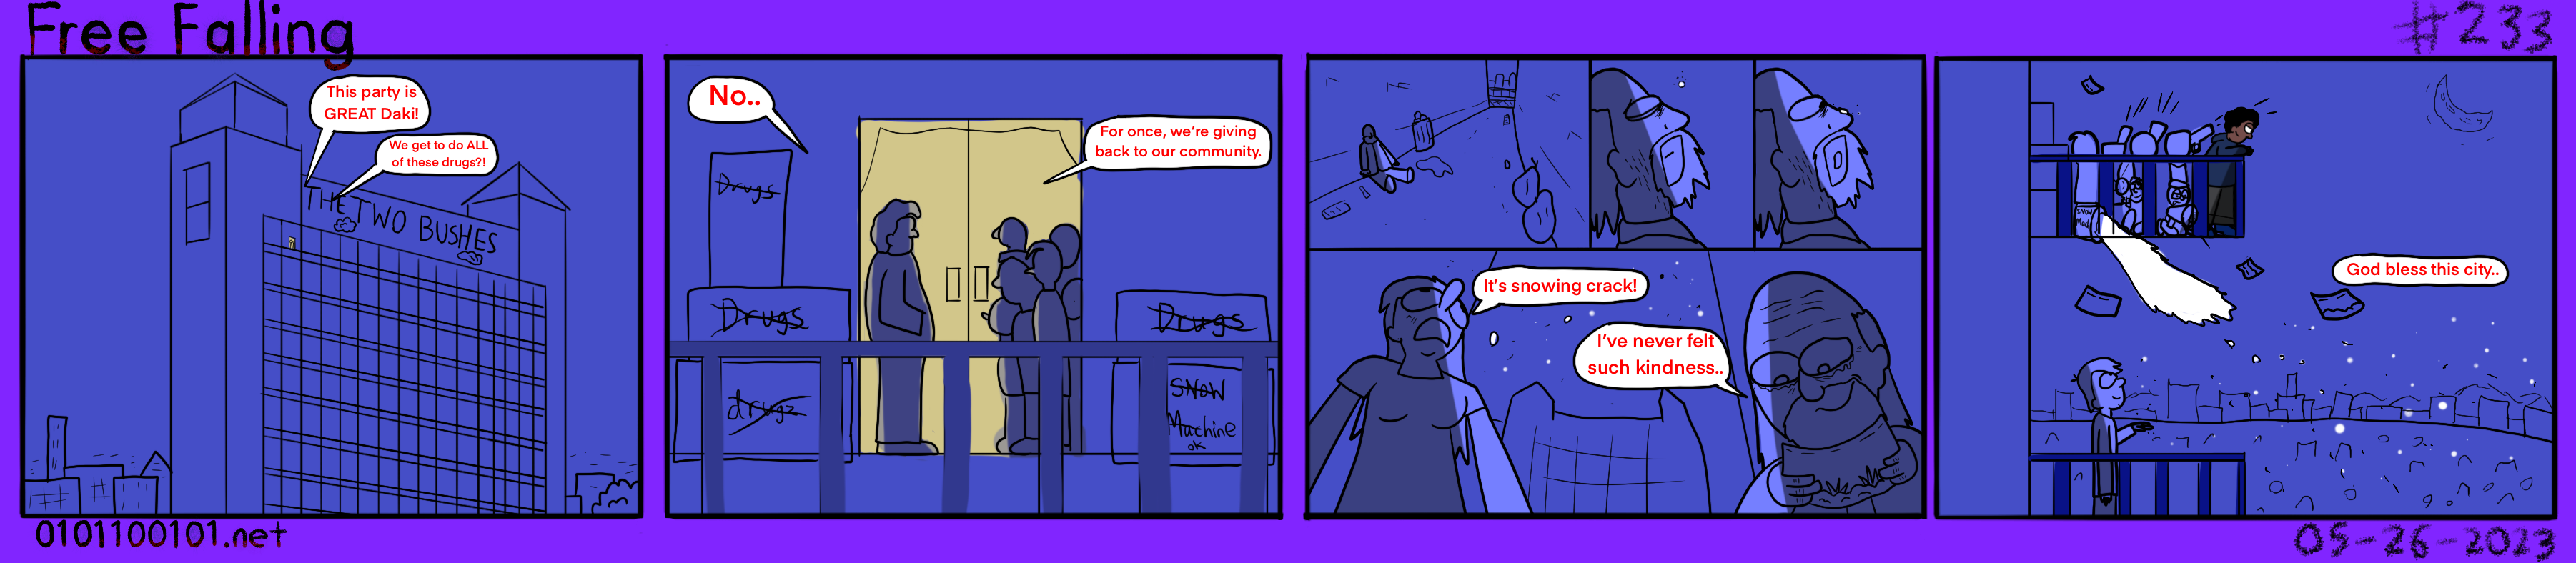 Free Falling
#233
This party is
GREAT Daki!
We get to do ALL
of these drugs?!
THE TWO BUSHES
No..
For once, we're giving
back to our community.
Drugs
Drugs
Drugs
drugz
SNOW
Machine
ok
It's snowing crack!
I've never felt
such kindness..
SNOW
God bless this city..
0101100101.net
05-26-2023